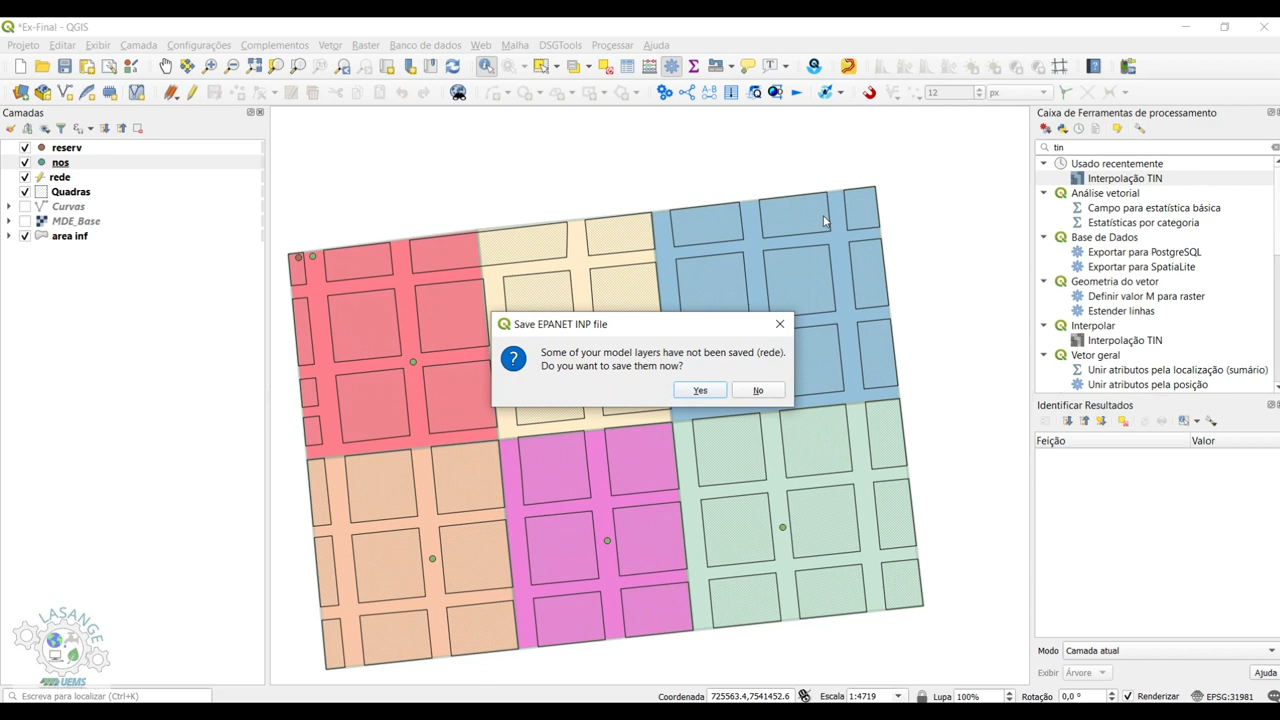 *Ex-Final - QGIS
Projeto Editar Exibir Camada Configurações Complementos Vetor Raster Banco de dados Web Malha DSGTools Processar Ajuda
12 px
Camadas
reserv
nos
rede
Quadras
Curvas
MDE_Base
area inf
Save EPANET INP file
Some of your model layers have not been saved (rede).
Do you want to save them now?
Yes No
Caixa de Ferramentas de processamento
tin
Usado recentemente
Interpolação TIN
Análise vetorial
Campo para estatística básica
Estatísticas por categoria
Base de Dados
Exportar para PostgreSQL
Exportar para SpatiaLite
Geometria do vetor
Definir valor M para raster
Estender linhas
Interpolar
Interpolação TIN
Vetor geral
Unir atributos pela localização (sumário)
Unir atributos pela posição
Identificar Resultados
Feição Valor
Modo Camada atual
Exibir Árvore Ajuda
LASANGE
UEMS
Escreva para localizar (Ctrl+K)
Coordenada 725563.4,7541452.6 Escala 1:4719 Lupa 100% Rotação 0,0 ° Renderizar EPSG:31981